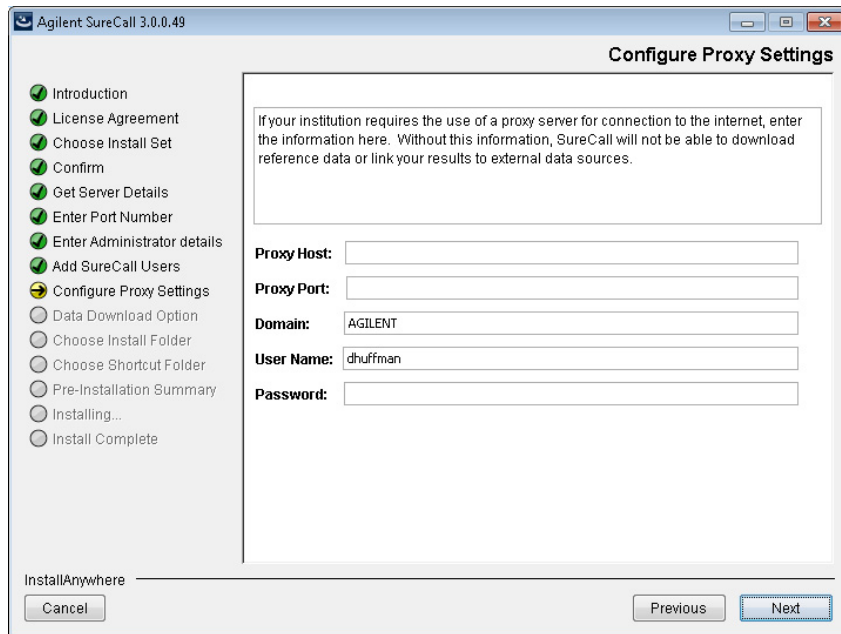 Agilent SureCall 3.0.0.49
Configure Proxy Settings
Introduction
License Agreement
Choose Install Set
Confirm
Get Server Details
Enter Port Number
Enter Administrator details
Add SureCall Users
Configure Proxy Settings
Data Download Option
Choose Install Folder
Choose Shortcut Folder
Pre-Installation Summary
Installing...
Install Complete
If your institution requires the use of a proxy server for connection to the internet, enter
the information here. Without this information, SureCall will not be able to download
reference data or link your results to external data sources.
Proxy Host:
Proxy Port:
Domain: AGILENT
User Name: dhuffman
Password:
InstallAnywhere
Cancel Previous Next